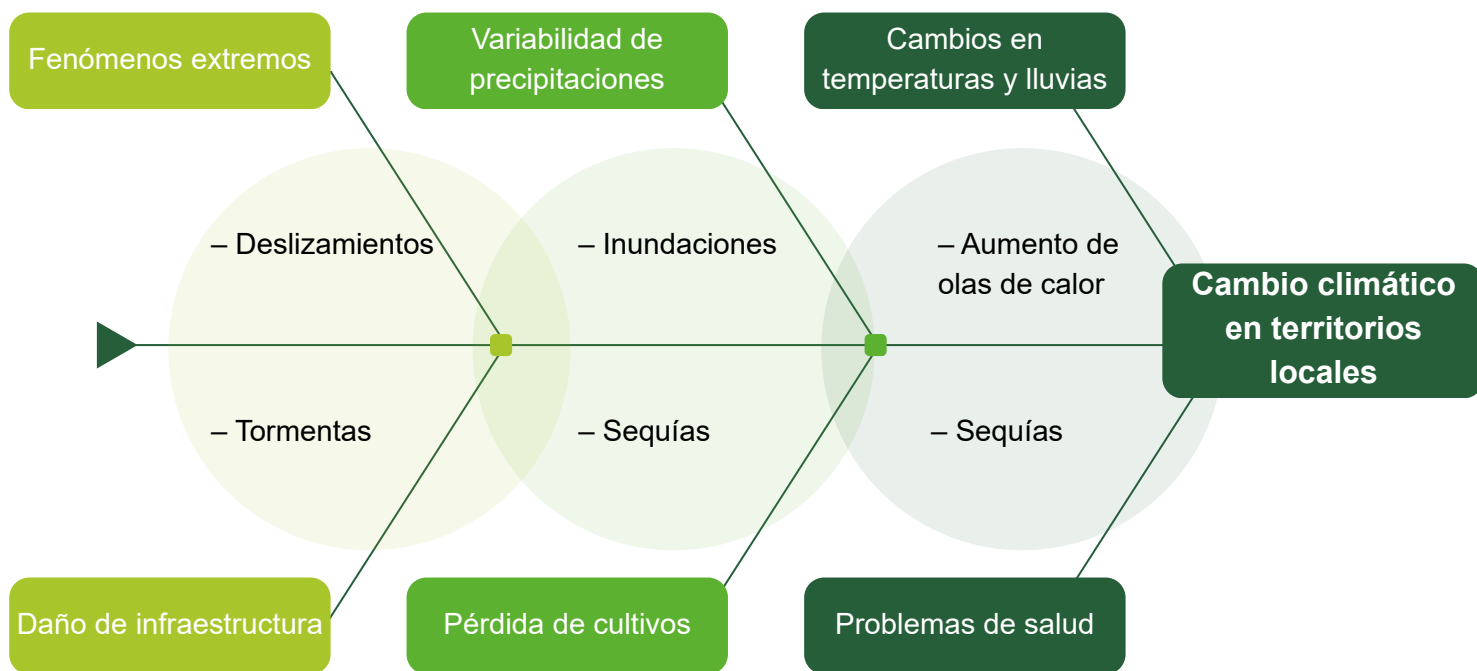 Fenómenos extremos
Variabilidad de
precipitaciones
Cambios en
temperaturas y lluvias
– Deslizamientos
– Inundaciones
– Aumento de
olas de calor
Cambio climático
en territorios
locales
– Tormentas
– Sequías
– Sequías
Daño de infraestructura
Pérdida de cultivos
Problemas de salud